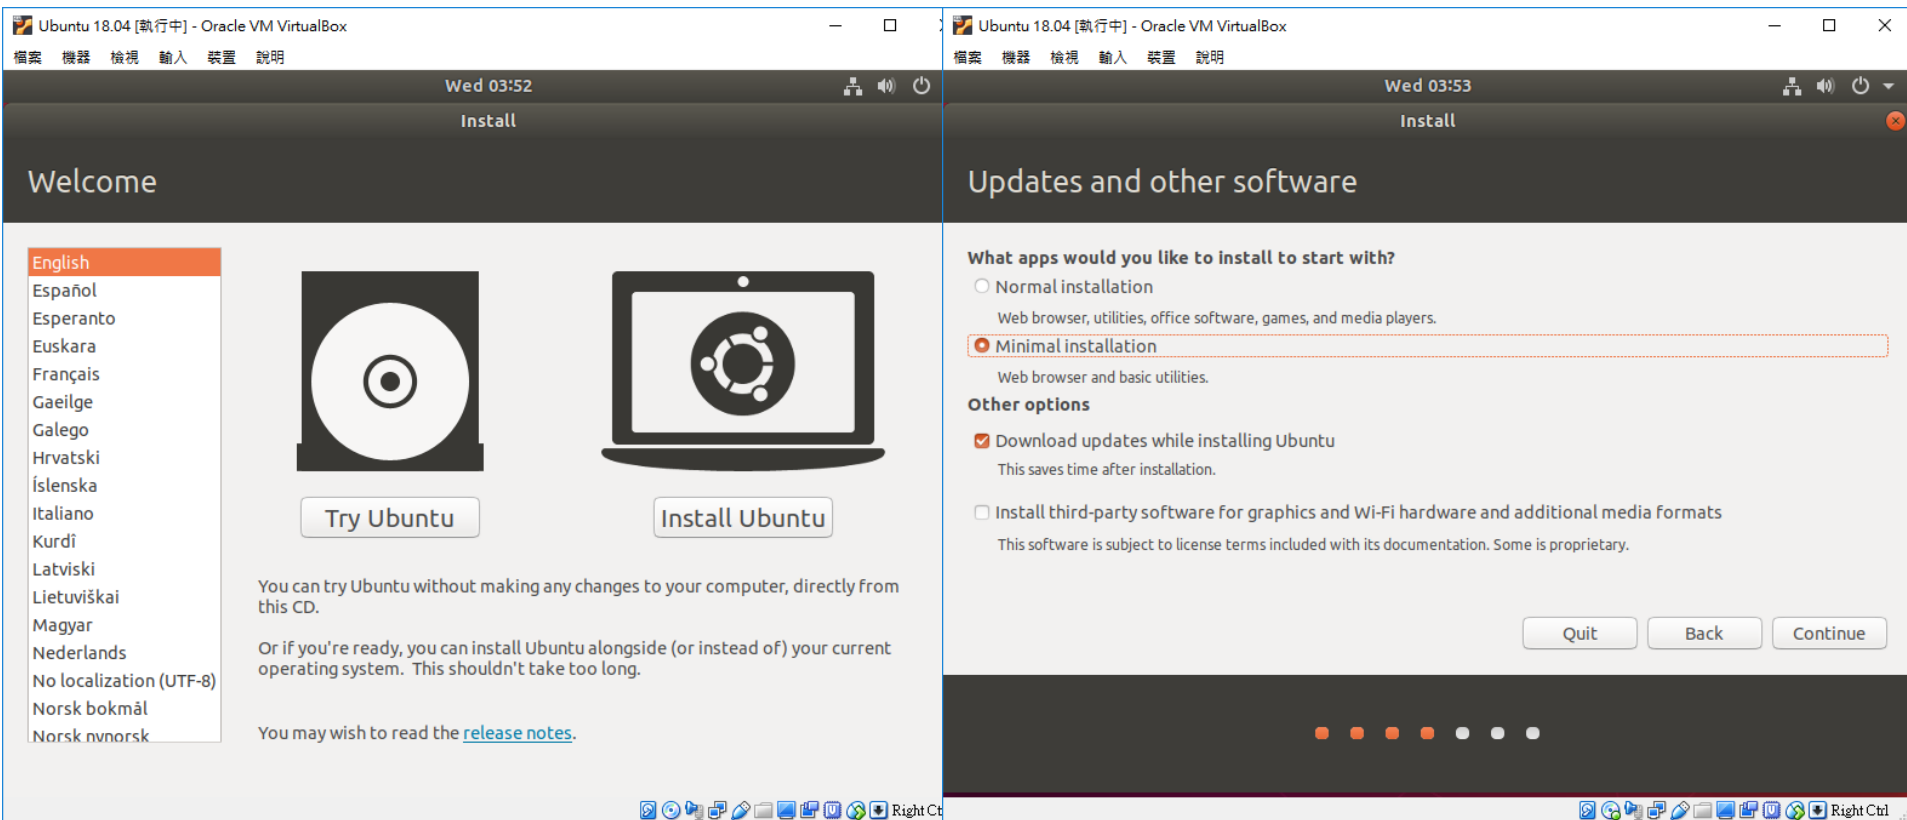 Ubuntu 18.04 [執行中] - Oracle VM VirtualBox
檔案 機器 檢視 輸入 裝置 說明
Wed 03:52
Install
Welcome
English
Español
Esperanto
Euskara
Français
Gaeilge
Galego
Hrvatski
Íslenska
Italiano
Kurdî
Latviski
Lietuviškai
Magyar
Nederlands
No localization (UTF-8)
Norsk bokmål
Norsk nynorsk
Try Ubuntu
Install Ubuntu
You can try Ubuntu without making any changes to your computer, directly from
this CD.
Or if you're ready, you can install Ubuntu alongside (or instead of) your current
operating system. This shouldn't take too long.
You may wish to read the release notes.
Right Ct
Ubuntu 18.04 [執行中] - Oracle VM VirtualBox
檔案 機器 檢視 輸入 裝置 說明
Wed 03:53
Install
Updates and other software
What apps would you like to install to start with?
Normal installation
Web browser, utilities, office software, games, and media players.
Minimal installation
Web browser and basic utilities.
Other options
Download updates while installing Ubuntu
This saves time after installation.
Install third-party software for graphics and Wi-Fi hardware and additional media formats
This software is subject to license terms included with its documentation. Some is proprietary.
Quit
Back
Continue
Right Ctrl